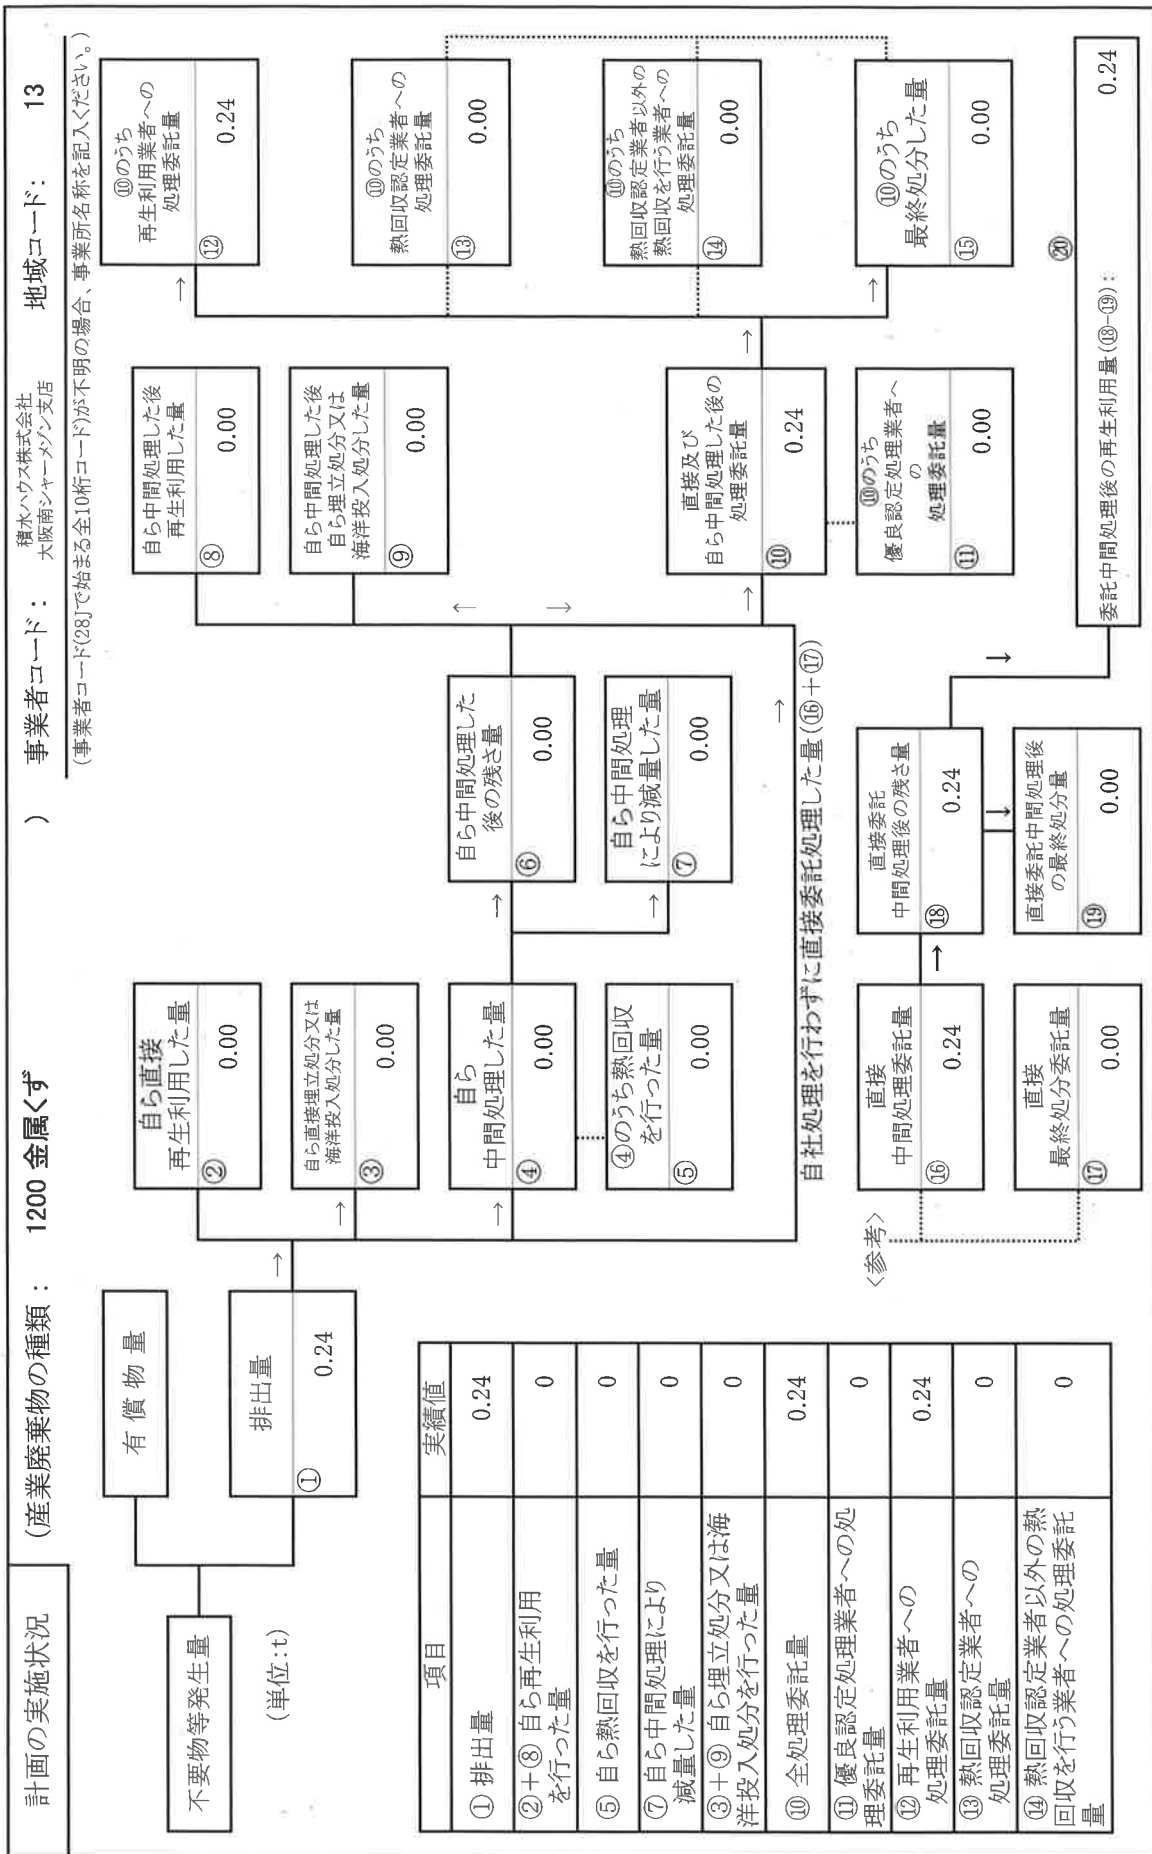 計画の実施状況
(産業廃棄物の種類： 1200 金属くず )
事業者コード： 積水ハウス株式会社
大阪南シャーメゾン支店
地域コード： 13
(事業者コード(28｣で始まる全10桁コード)が不明の場合、事業所名称を記入ください。)
不要物等発生量
(単位:t)
有 償 物 量
排出量
① 0.24
→
自ら直接
再生利用した量
② 0.00
→
自ら直接埋立処分又は
海洋投入処分した量
③ 0.00
→
自ら
中間処理した量
④ 0.00
④のうち熱回収
を行った量
⑤ 0.00
→
自ら中間処理した
後の残さ量
⑥ 0.00
→
自ら中間処理
により減量した量
⑦ 0.00
自ら中間処理した後
再生利用した量
⑧ 0.00
自ら中間処理した後
自ら埋立処分又は
海洋投入処分した量
⑨ 0.00
自社処理を行わずに直接委託処理した量(⑯＋⑰)
→
→
直接及び
自ら中間処理した後の
処理委託量
⑩ 0.24
⑩のうち
優良認定処理業者へ
の
処理委託量
⑪ 0.00
→
→
⑩のうち
再生利用業者への
処理委託量
⑫ 0.24
⑩のうち
熱回収認定業者への
処理委託量
⑬ 0.00
⑩のうち
熱回収認定業者以外の
熱回収を行う業者への
処理委託量
⑭ 0.00
→
⑩のうち
最終処分した量
⑮ 0.00
<参考>
直接
中間処理委託量
⑯ 0.24
直接
最終処分委託量
⑰ 0.00
→
直接委託
中間処理後の残さ量
⑱ 0.24
直接委託中間処理後
の最終処分量
⑲ 0.00
⑳
委託中間処理後の再生利用量(⑱-⑲)： 0.24
項目 実績値
① 排出量 0.24
②＋⑧ 自ら再生利用
を行った量 0
⑤ 自ら熱回収を行った量 0
⑦ 自ら中間処理により
減量した量 0
③＋⑨ 自ら埋立処分又は海
洋投入処分を行った量 0
⑩ 全処理委託量 0.24
⑪ 優良認定処理業者への処
理委託量 0
⑫ 再生利用業者への
処理委託量 0.24
⑬ 熱回収認定業者への
処理委託量 0
⑭ 熱回収認定業者以外の熱
回収を行う業者への処理委託
量 0